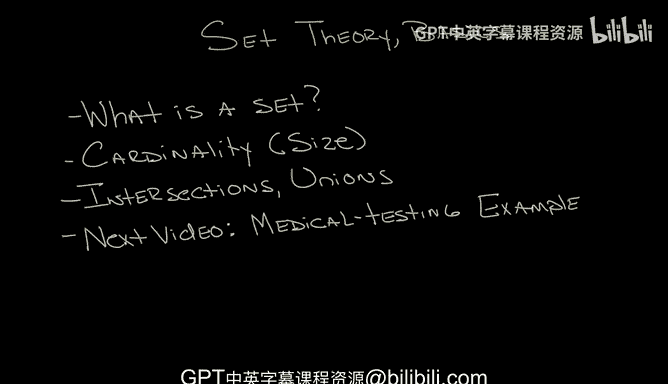 Set Theory,
GPT中英字幕课程资源 bilibili
- What is a set?
- Cardinality (Size)
- Intersections, Unions
- Next Video: Medical-testing Example
GPT中英字幕课程资源@bilibili.com